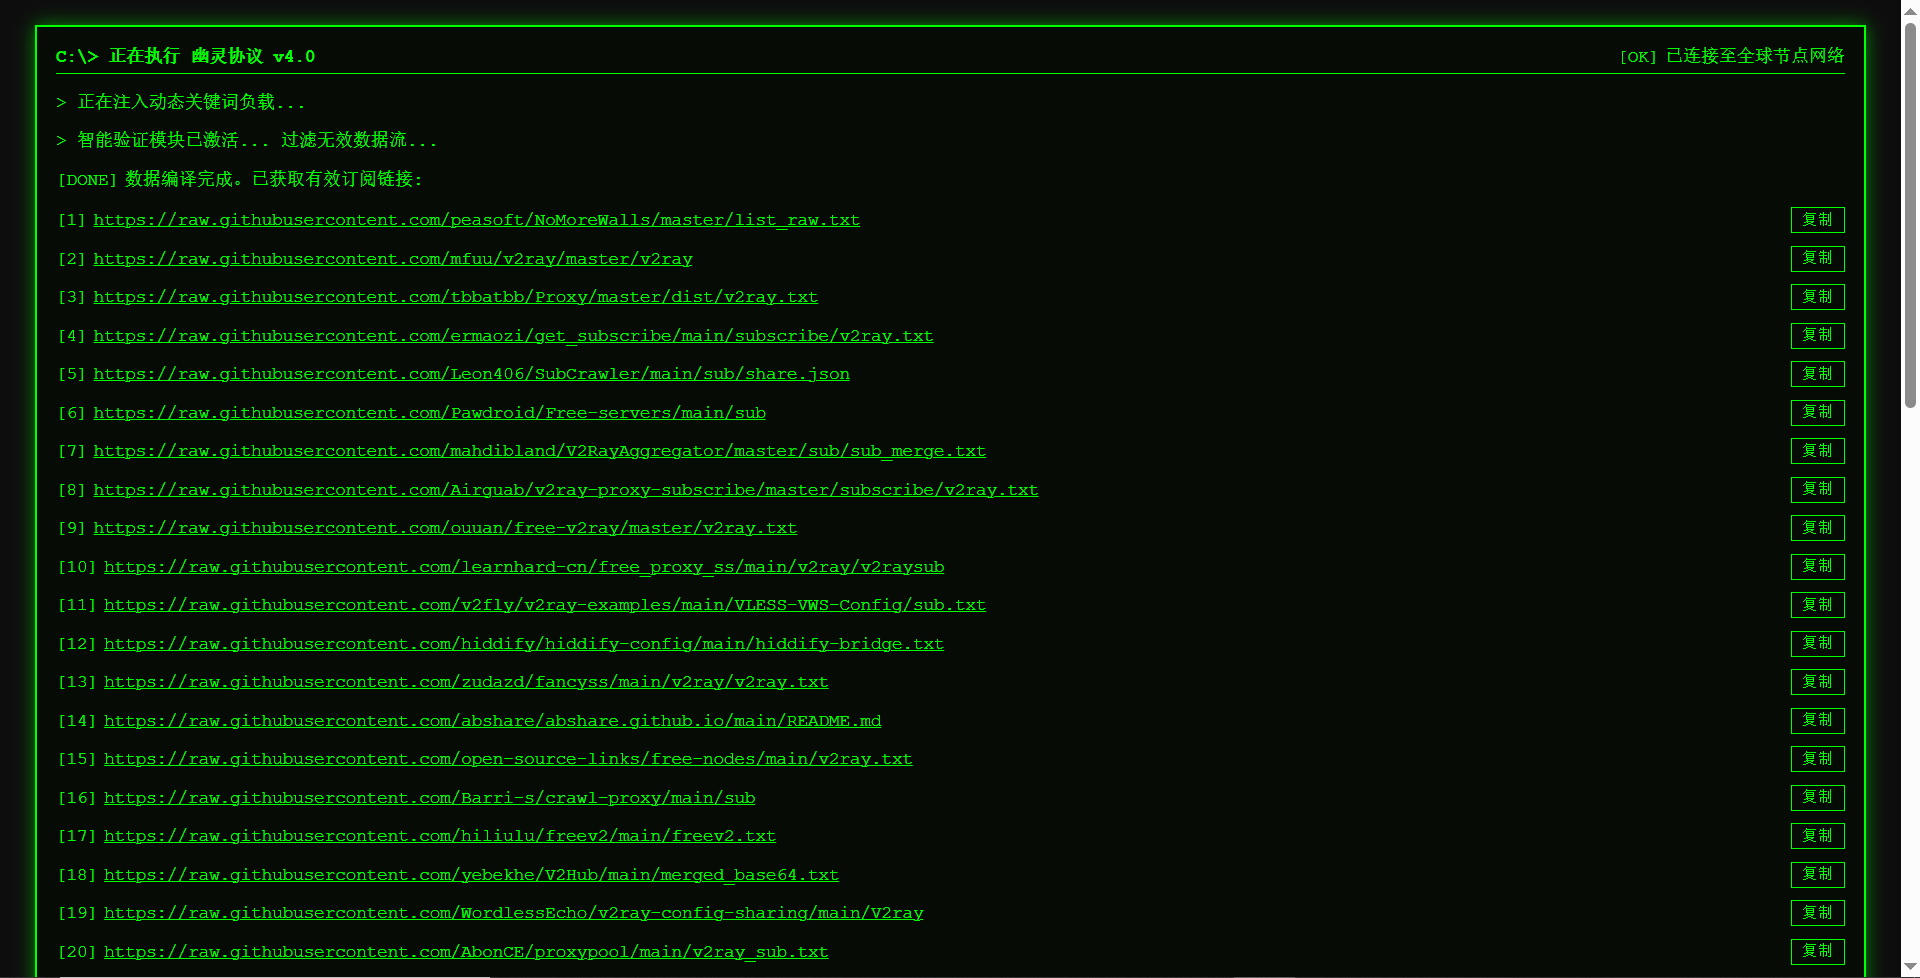 C:\> 正在执行 幽灵协议 v4.0
[OK] 已连接至全球节点网络
> 正在注入动态关键词负载...
> 智能验证模块已激活... 过滤无效数据流...
[DONE] 数据编译完成。已获取有效订阅链接:
[1] https://raw.githubusercontent.com/peasoft/NoMoreWalls/master/list_raw.txt 复制
[2] https://raw.githubusercontent.com/mfuu/v2ray/master/v2ray 复制
[3] https://raw.githubusercontent.com/tbbatbb/Proxy/master/dist/v2ray.txt 复制
[4] https://raw.githubusercontent.com/ermaozi/get_subscribe/main/subscribe/v2ray.txt 复制
[5] https://raw.githubusercontent.com/Leon406/SubCrawler/main/sub/share.json 复制
[6] https://raw.githubusercontent.com/Pawdroid/Free-servers/main/sub 复制
[7] https://raw.githubusercontent.com/mahdibland/V2RayAggregator/master/sub/sub_merge.txt 复制
[8] https://raw.githubusercontent.com/Airguab/v2ray-proxy-subscribe/master/subscribe/v2ray.txt 复制
[9] https://raw.githubusercontent.com/ouuan/free-v2ray/master/v2ray.txt 复制
[10] https://raw.githubusercontent.com/learnhard-cn/free_proxy_ss/main/v2ray/v2raysub 复制
[11] https://raw.githubusercontent.com/v2fly/v2ray-examples/main/VLESS-VWS-Config/sub.txt 复制
[12] https://raw.githubusercontent.com/hiddify/hiddify-config/main/hiddify-bridge.txt 复制
[13] https://raw.githubusercontent.com/zudazd/fancyss/main/v2ray/v2ray.txt 复制
[14] https://raw.githubusercontent.com/abshare/abshare.github.io/main/README.md 复制
[15] https://raw.githubusercontent.com/open-source-links/free-nodes/main/v2ray.txt 复制
[16] https://raw.githubusercontent.com/Barri-s/crawl-proxy/main/sub 复制
[17] https://raw.githubusercontent.com/hiliulu/freev2/main/freev2.txt 复制
[18] https://raw.githubusercontent.com/yebekhe/V2Hub/main/merged_base64.txt 复制
[19] https://raw.githubusercontent.com/WordlessEcho/v2ray-config-sharing/main/V2ray 复制
[20] https://raw.githubusercontent.com/AbonCE/proxypool/main/v2ray_sub.txt 复制